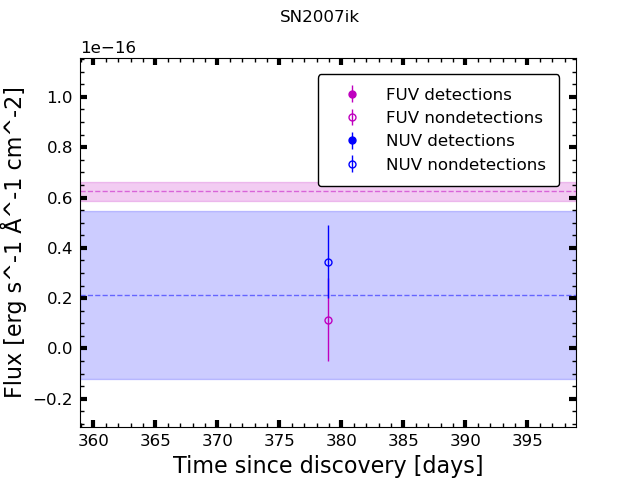 SN2007ik
1e−16
FUV detections
FUV nondetections
NUV detections
NUV nondetections
1.0
0.8
0.6
0.4
0.2
0.0
−0.2
Flux [erg s^-1 Å^-1 cm^-2]
360 365 370 375 380 385 390 395
Time since discovery [days]